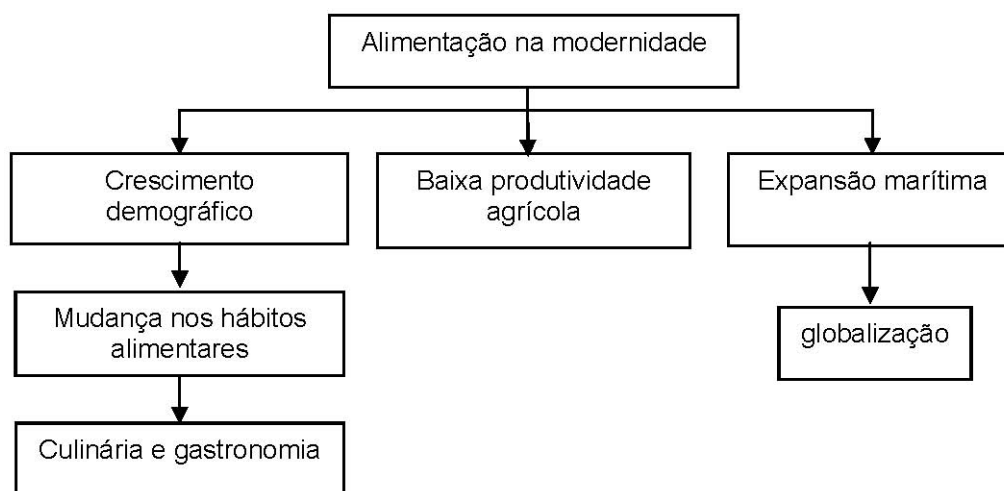 Alimentação na modernidade
Crescimento
demográfico
Baixa produtividade
agrícola
Expansão marítima
Mudança nos hábitos
alimentares
globalização
Culinária e gastronomia